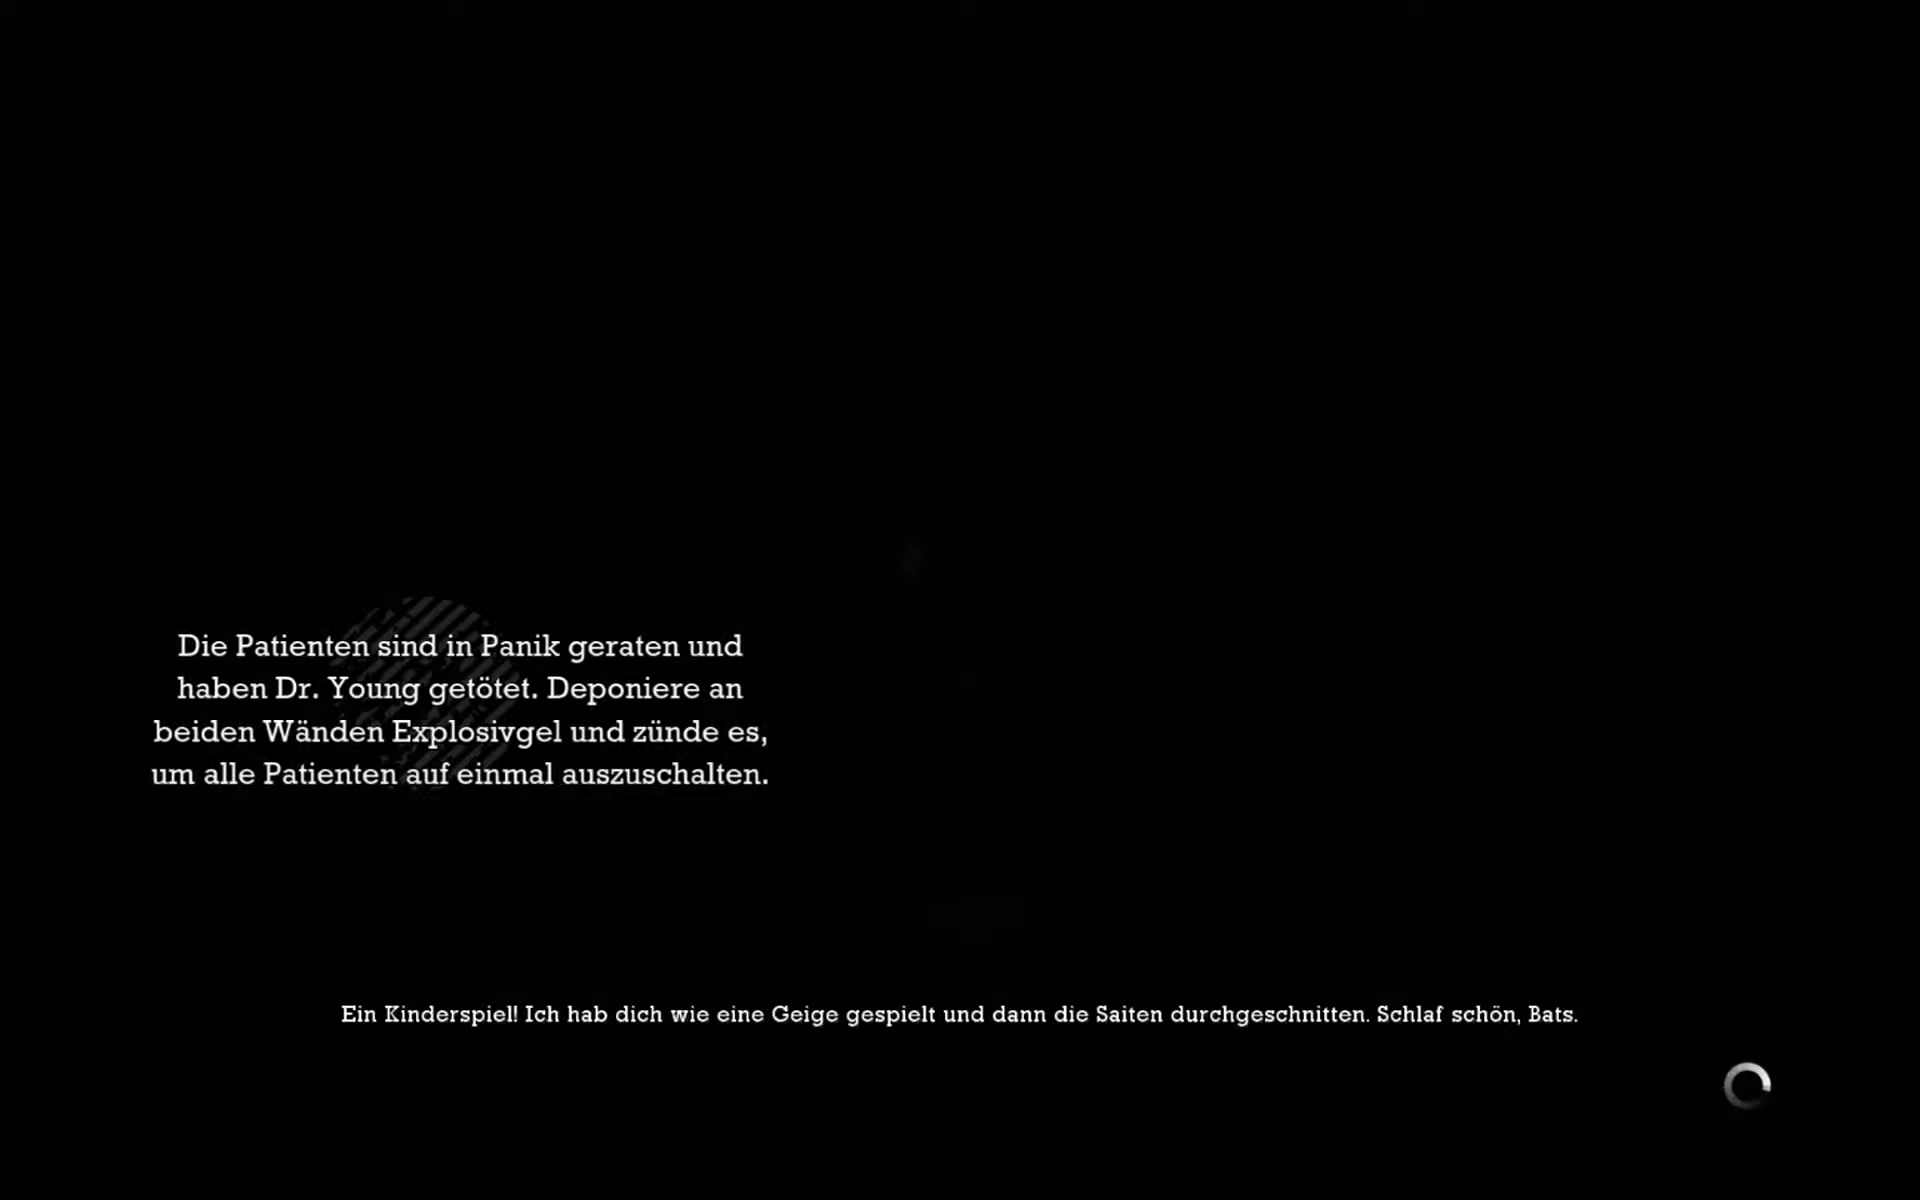 Die Patienten sind in Panik geraten und
haben Dr. Young getötet. Deponiere an
beiden Wänden Explosivgel und zünde es,
um alle Patienten auf einmal auszuschalten.
Ein Kinderspiel! Ich hab dich wie eine Geige gespielt und dann die Saiten durchgeschnitten. Schlaf schön, Bats.